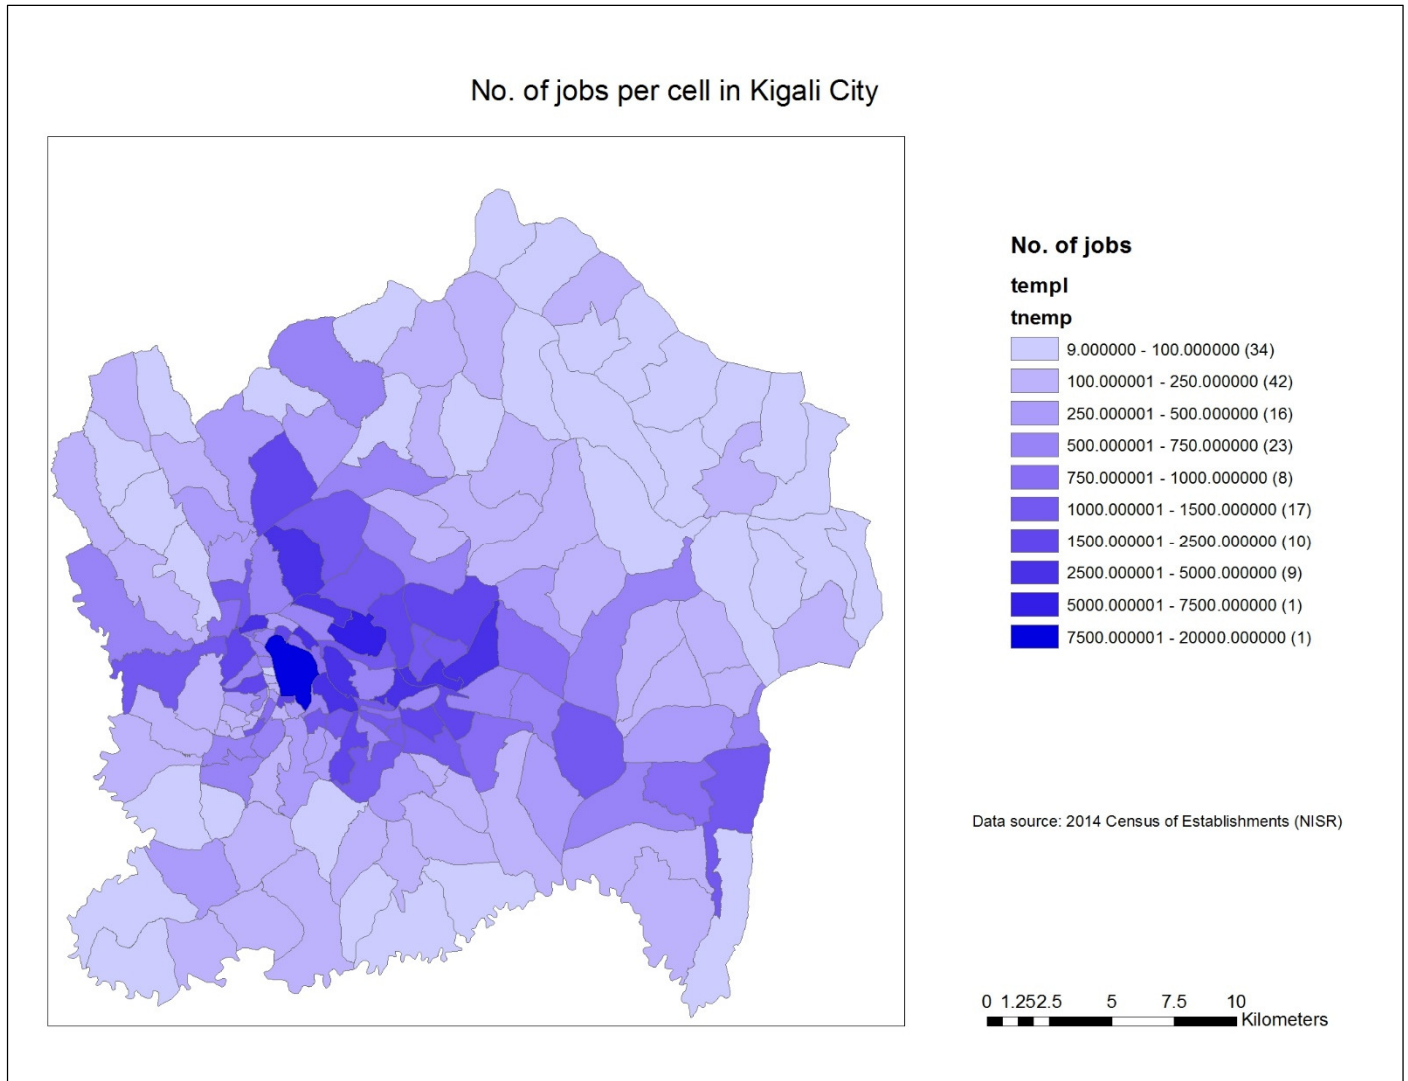 No. of jobs per cell in Kigali City
No. of jobs
templ
tnemp
9.000000 - 100.000000 (34)
100.000001 - 250.000000 (42)
250.000001 - 500.000000 (16)
500.000001 - 750.000000 (23)
750.000001 - 1000.000000 (8)
1000.000001 - 1500.000000 (17)
1500.000001 - 2500.000000 (10)
2500.000001 - 5000.000000 (9)
5000.000001 - 7500.000000 (1)
7500.000001 - 20000.000000 (1)
Data source: 2014 Census of Establishments (NISR)
0 1.252.5 5 7.5 10
Kilometers